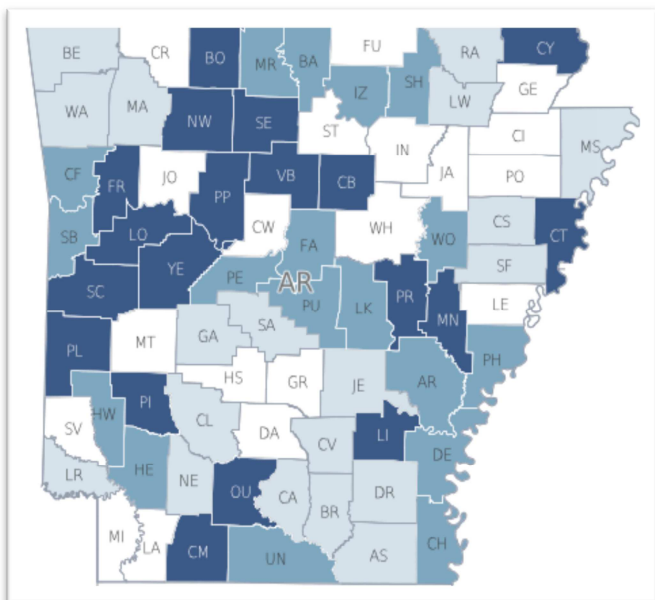 BE
CR
BO
MR
BA
FU
RA
CY
IZ
SH
GE
WA
MA
LW
NW
SE
ST
CI
IN
MS
CF
FR
JO
PP
VB
CB
JA
PO
LO
CW
WH
CS
CT
SB
FA
WO
YE
PE
SF
SC
AR
PU
LK
PR
MN
LE
PL
MT
GA
SA
PH
HS
GR
JE
AR
PI
HW
SV
CL
DA
CV
LI
DE
LR
HE
NE
OU
CA
BR
DR
MI
LA
CM
UN
AS
CH